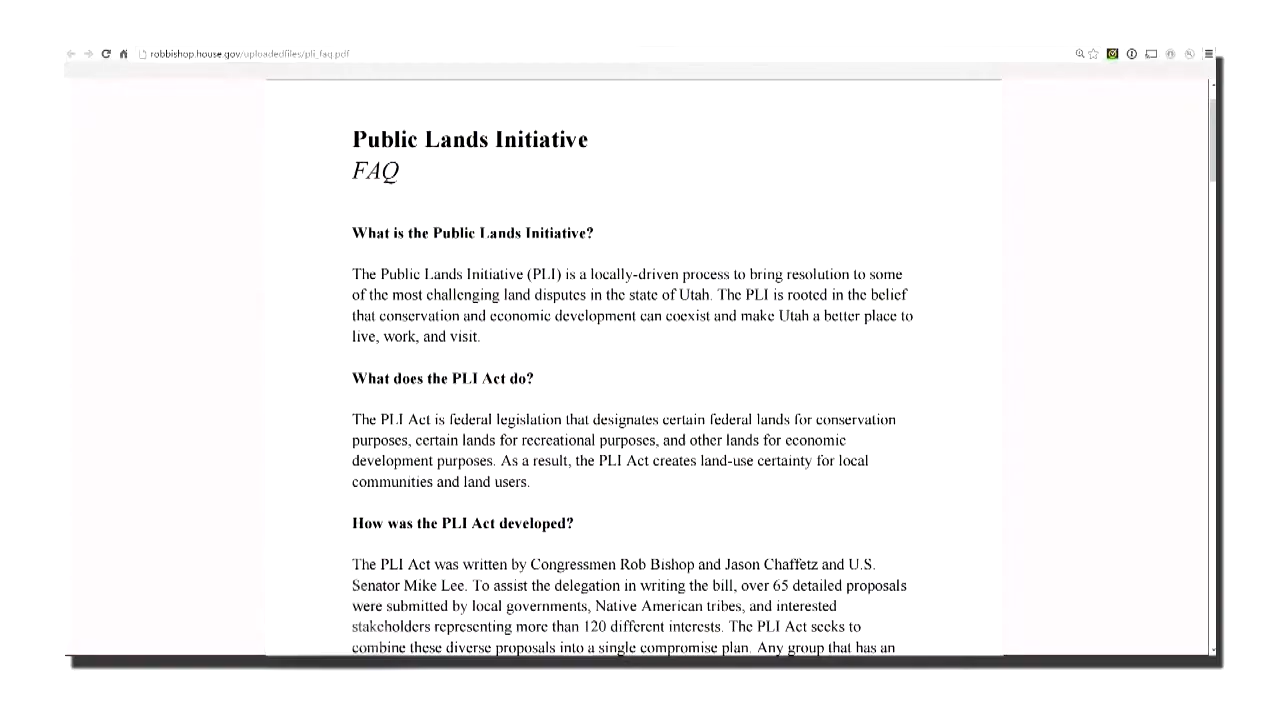 robbishop.house.gov/uploadedfiles/pli_faq.pdf
Public Lands Initiative
FAQ
What is the Public Lands Initiative?
The Public Lands Initiative (PLI) is a locally-driven process to bring resolution to some
of the most challenging land disputes in the state of Utah. The PLI is rooted in the belief
that conservation and economic development can coexist and make Utah a better place to
live, work, and visit.
What does the PLI Act do?
The PLI Act is federal legislation that designates certain federal lands for conservation
purposes, certain lands for recreational purposes, and other lands for economic
development purposes. As a result, the PLI Act creates land-use certainty for local
communities and land users.
How was the PLI Act developed?
The PLI Act was written by Congressmen Rob Bishop and Jason Chaffetz and U.S.
Senator Mike Lee. To assist the delegation in writing the bill, over 65 detailed proposals
were submitted by local governments, Native American tribes, and interested
stakeholders representing more than 120 different interests. The PLI Act seeks to
combine these diverse proposals into a single compromise plan. Any group that has an